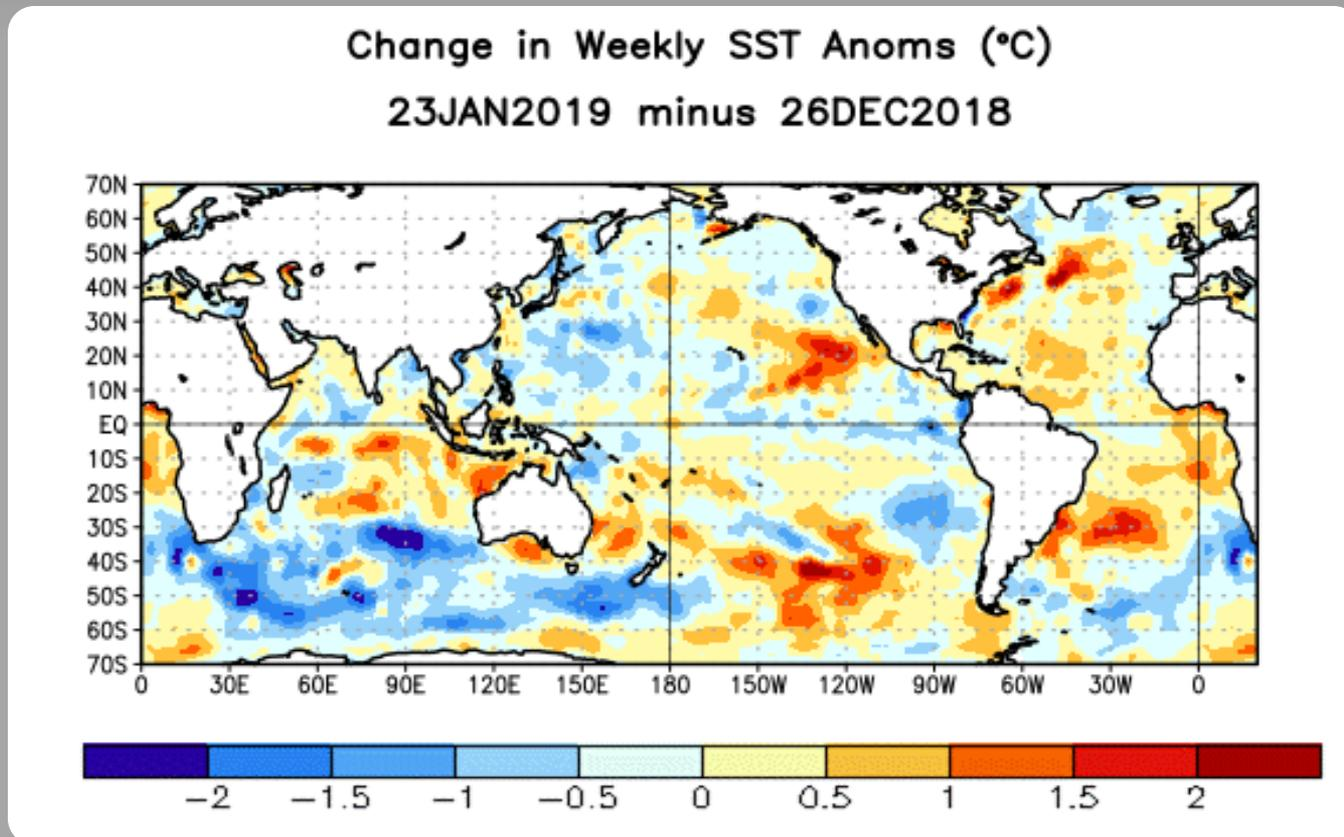 Change in Weekly SST Anoms (°C)
23JAN2019 minus 26DEC2018
70N
60N
50N
40N
30N
20N
10N
EQ
10S
20S
30S
40S
50S
60S
70S
0 30E 60E 90E 120E 150E 180 150W 120W 90W 60W 30W 0
−2 −1.5 −1 −0.5 0 0.5 1 1.5 2